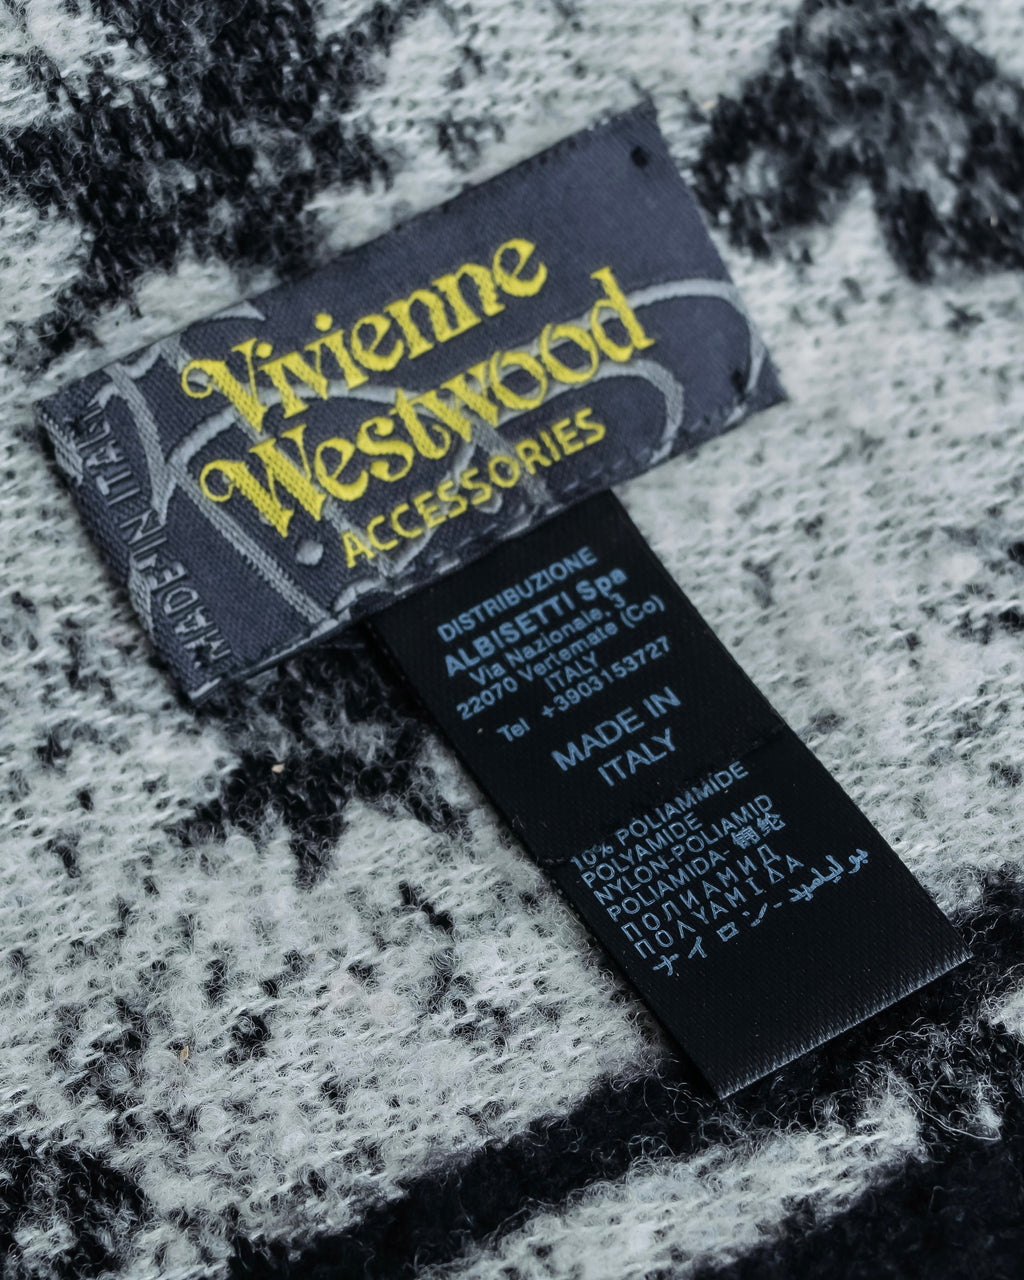 Vivienne
Westwood
ACCESSORIES
MADE IN ITALY
DISTRIBUZIONE
ALBISETTI Spa
Via Nazionale, 3
22070 Vertemate (Co)
ITALY
Tel +3903153727
MADE IN
ITALY
10% POLIAMMIDE
POLYAMIDE
NYLON-POLIAMID
POLIAMIDA- 锦纶
ПОЛИАМИД
ΠΟΛΥΑΜΙΔΑ
ナイロン- بوليامید